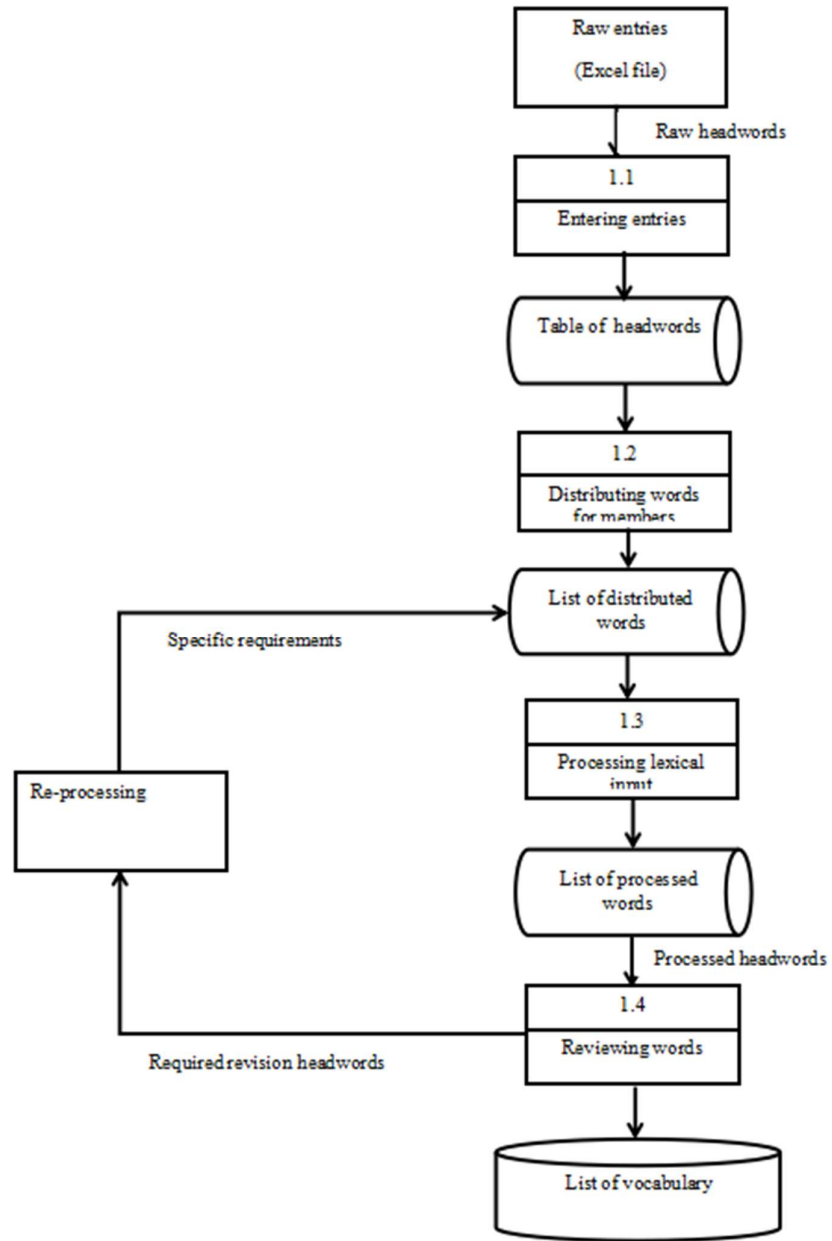 Raw entries
(Excel file)
Raw headwords
1.1
Entering entries
Table of headwords
1.2
Distributing words
for members
List of distributed
words
Specific requirements
1.3
Processing lexical
input
Re-processing
List of processed
words
Processed headwords
1.4
Reviewing words
Required revision headwords
List of vocabulary